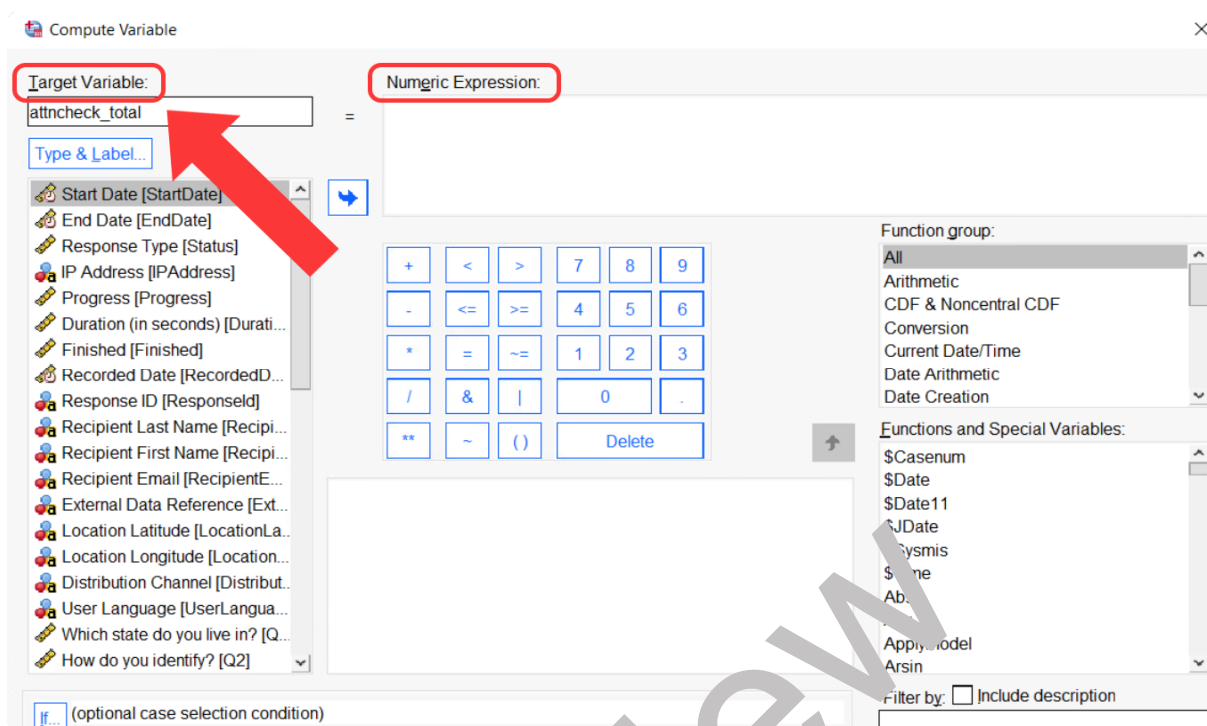 Compute Variable
Target Variable:
Numeric Expression:
attncheck_total
=
Type & Label...
Start Date [StartDate]
End Date [EndDate]
Response Type [Status]
IP Address [IPAddress]
Progress [Progress]
Duration (in seconds) [Durati...
Finished [Finished]
Recorded Date [RecordedD...
Response ID [ResponseId]
Recipient Last Name [Recipi...
Recipient First Name [Recipi...
Recipient Email [RecipientE...
External Data Reference [Ext...
Location Latitude [LocationLa..
Location Longitude [Location...
Distribution Channel [Distribut..
User Language [UserLangua...
Which state do you live in? [Q...
How do you identify? [Q2]
+ < > 7 8 9
- <= >= 4 5 6
* = ~= 1 2 3
/ & | 0 .
** ~ ( ) Delete
Function group:
All
Arithmetic
CDF & Noncentral CDF
Conversion
Current Date/Time
Date Arithmetic
Date Creation
Functions and Special Variables:
$Casenum
$Date
$Date11
$JDate
Arsin
Filter by: Include description
If... (optional case selection condition)